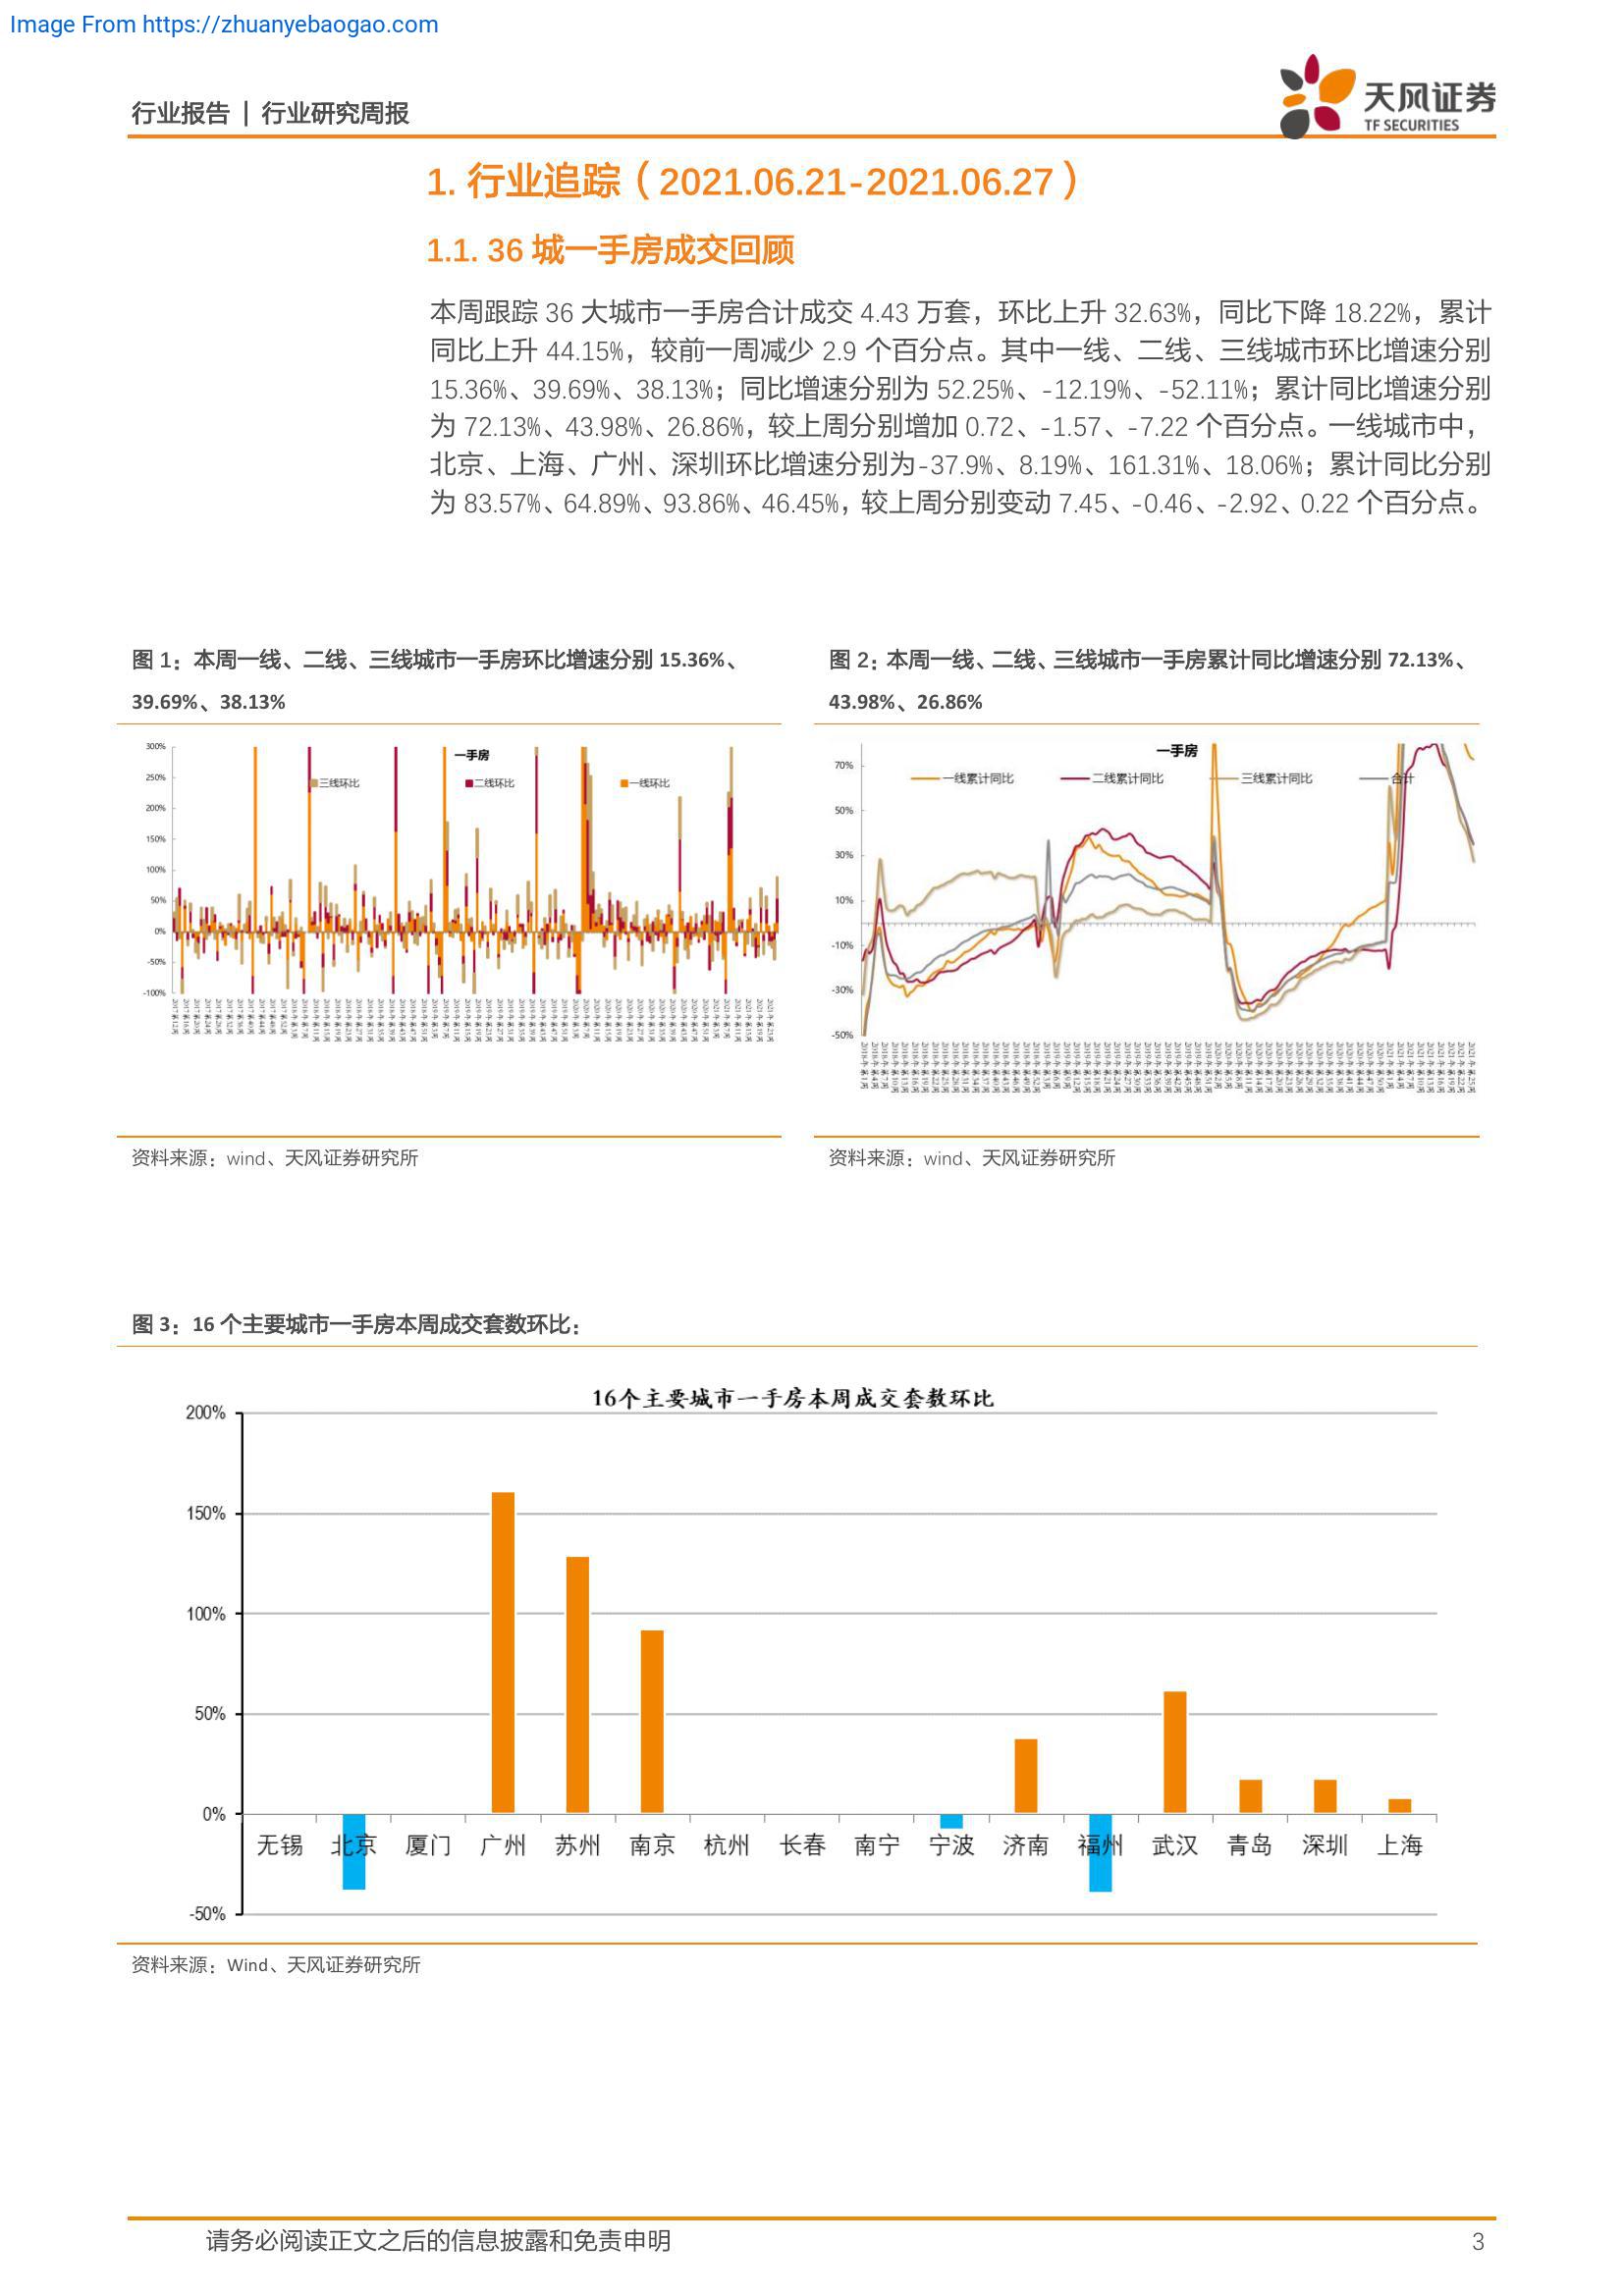 Image From https://zhuanyebaogao.com
行业报告 | 行业研究周报
天风证券
TF SECURITIES
1. 行业追踪（2021.06.21-2021.06.27）
1.1. 36 城一手房成交回顾
本周跟踪 36 大城市一手房合计成交 4.43 万套，环比上升 32.63%，同比下降 18.22%，累计
同比上升 44.15%，较前一周减少 2.9 个百分点。其中一线、二线、三线城市环比增速分别
15.36%、39.69%、38.13%；同比增速分别为 52.25%、-12.19%、-52.11%；累计同比增速分别
为 72.13%、43.98%、26.86%，较上周分别增加 0.72、-1.57、-7.22 个百分点。一线城市中，
北京、上海、广州、深圳环比增速分别为-37.9%、8.19%、161.31%、18.06%；累计同比分别
为 83.57%、64.89%、93.86%、46.45%，较上周分别变动 7.45、-0.46、-2.92、0.22 个百分点。
图 1：本周一线、二线、三线城市一手房环比增速分别 15.36%、
39.69%、38.13%
一手房
三线环比 二线环比 一线环比
300%
250%
200%
150%
100%
50%
0%
-50%
-100%
资料来源：wind、天风证券研究所
图 2：本周一线、二线、三线城市一手房累计同比增速分别 72.13%、
43.98%、26.86%
一手房
一线累计同比 二线累计同比 三线累计同比 合计
70%
50%
30%
10%
-10%
-30%
-50%
资料来源：wind、天风证券研究所
图 3：16 个主要城市一手房本周成交套数环比：
16个主要城市一手房本周成交套数环比
200%
150%
100%
50%
0%
-50%
无锡 北京 厦门 广州 苏州 南京 杭州 长春 南宁 宁波 济南 福州 武汉 青岛 深圳 上海
资料来源：Wind、天风证券研究所
请务必阅读正文之后的信息披露和免责申明
3